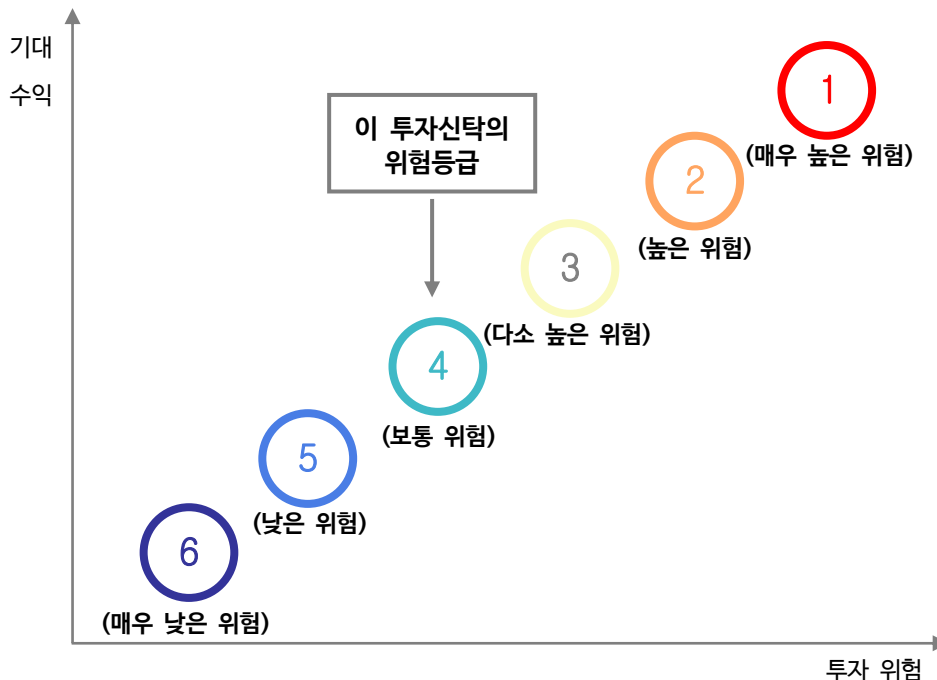 기대
수익
1
이 투자신탁의
위험등급
(매우 높은 위험)
2
(높은 위험)
3
(다소 높은 위험)
4
(보통 위험)
5
(낮은 위험)
6
(매우 낮은 위험)
투자 위험